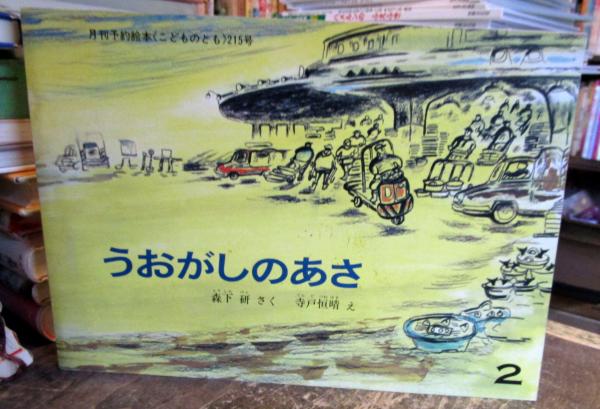 月刊予約絵本《こどものとも》215号
うおがしのあさ
森下 研 さく 寺戸恒晴 え
2